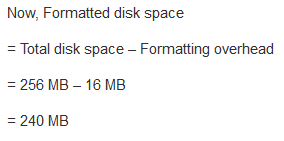 Now, Formatted disk space
= Total disk space – Formatting overhead
= 256 MB – 16 MB
= 240 MB